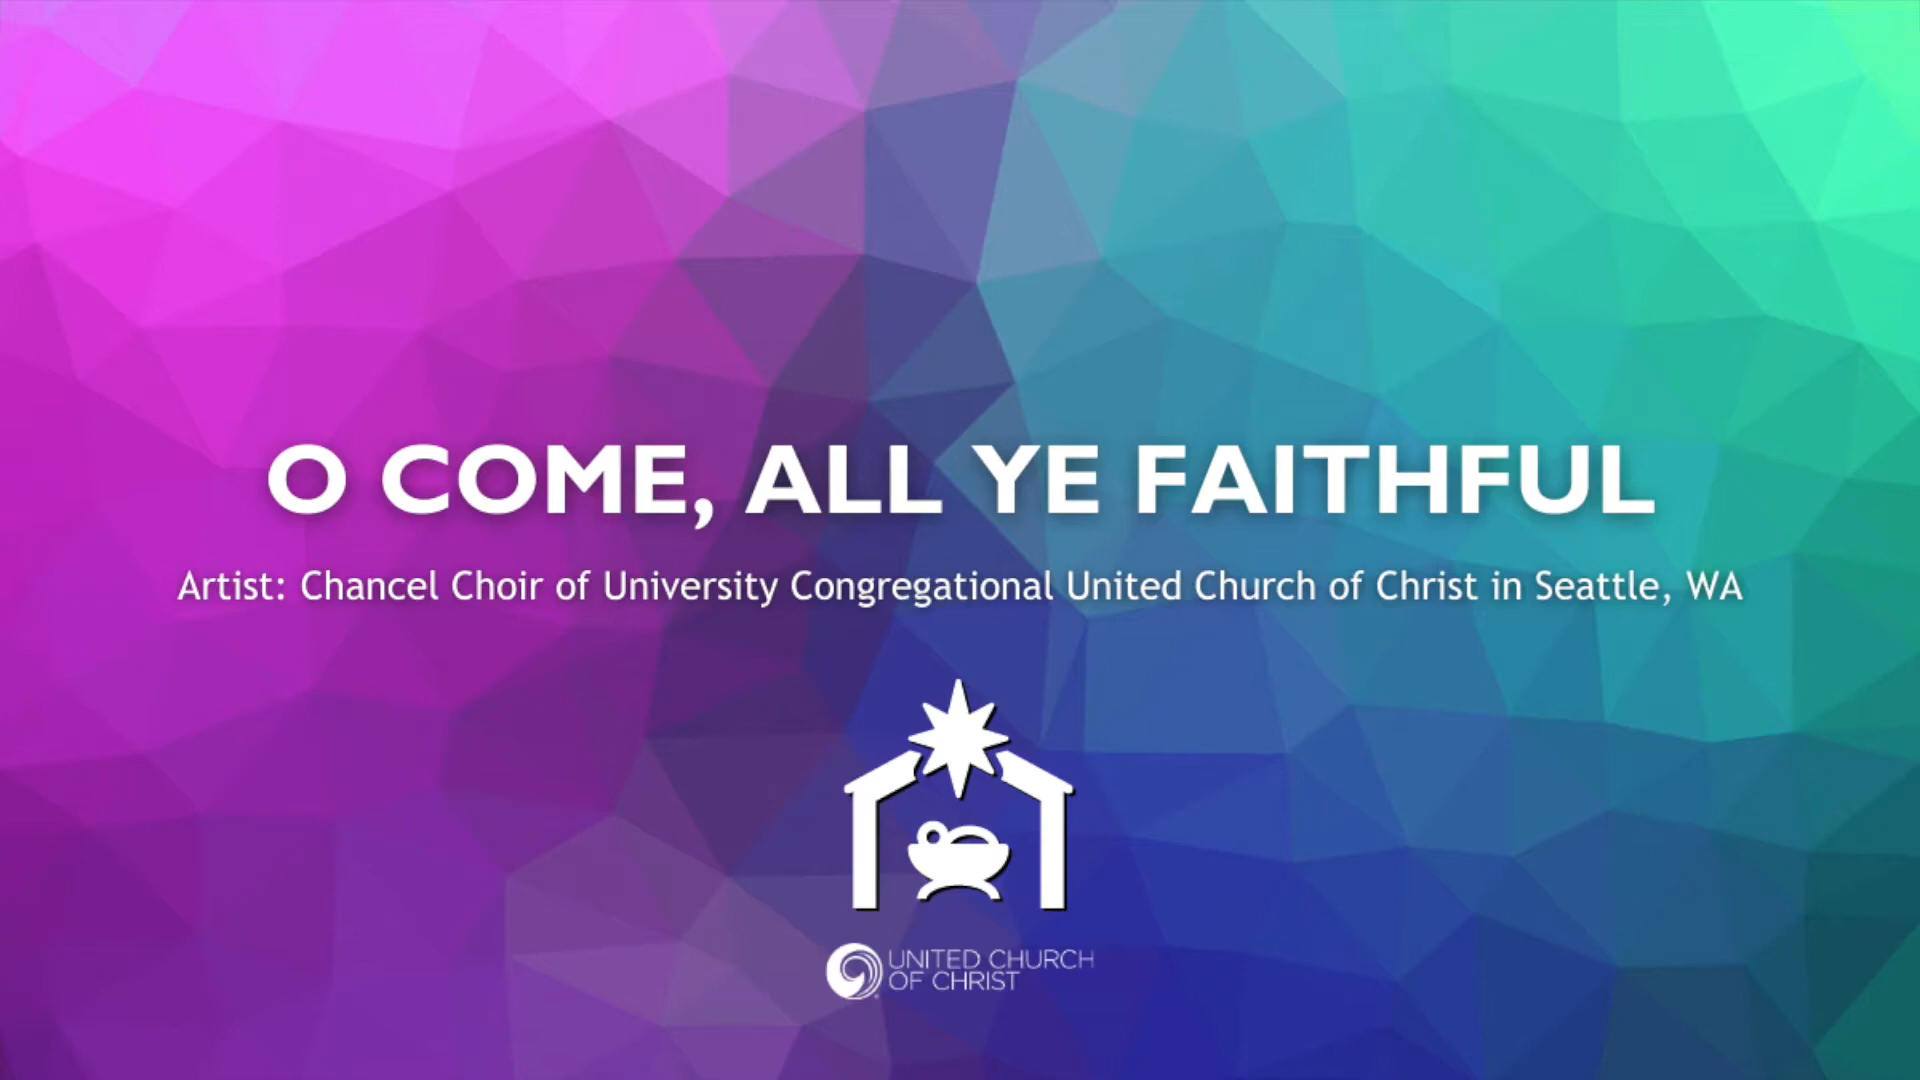 O COME, ALL YE FAITHFUL
Artist: Chancel Choir of University Congregational United Church of Christ in Seattle, WA
UNITED CHURCH
OF CHRIST